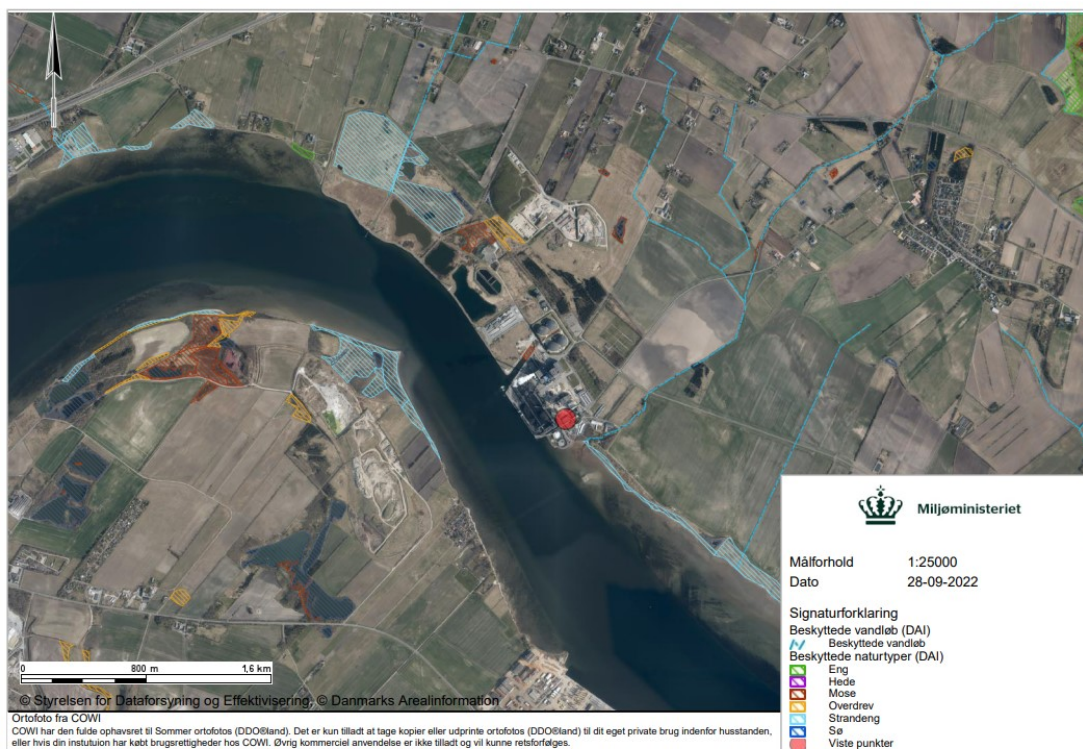 Miljøministeriet
Målforhold 1:25000
Dato 28-09-2022
Signaturforklaring
Beskyttede vandløb (DAI)
Beskyttede vandløb
Beskyttede naturtyper (DAI)
Eng
Hede
Mose
Overdrev
Strandeng
Sø
Viste punkter
0 800 m 1,6 km
© Styrelsen for Dataforsyning og Effektivisering, © Danmarks Arealinformation
Ortofoto fra COWI
COWI har den fulde ophavsret til Sommer ortofotos (DDO®land). Det er kun tilladt at tage kopier eller udprinte ortofotos (DDO®land) til dit eget private brug indenfor husstanden,
eller hvis din instutuion har købt brugsrettigheder hos COWI. Øvrig kommerciel anvendelse er ikke tilladt og vil kunne retsforfølges.